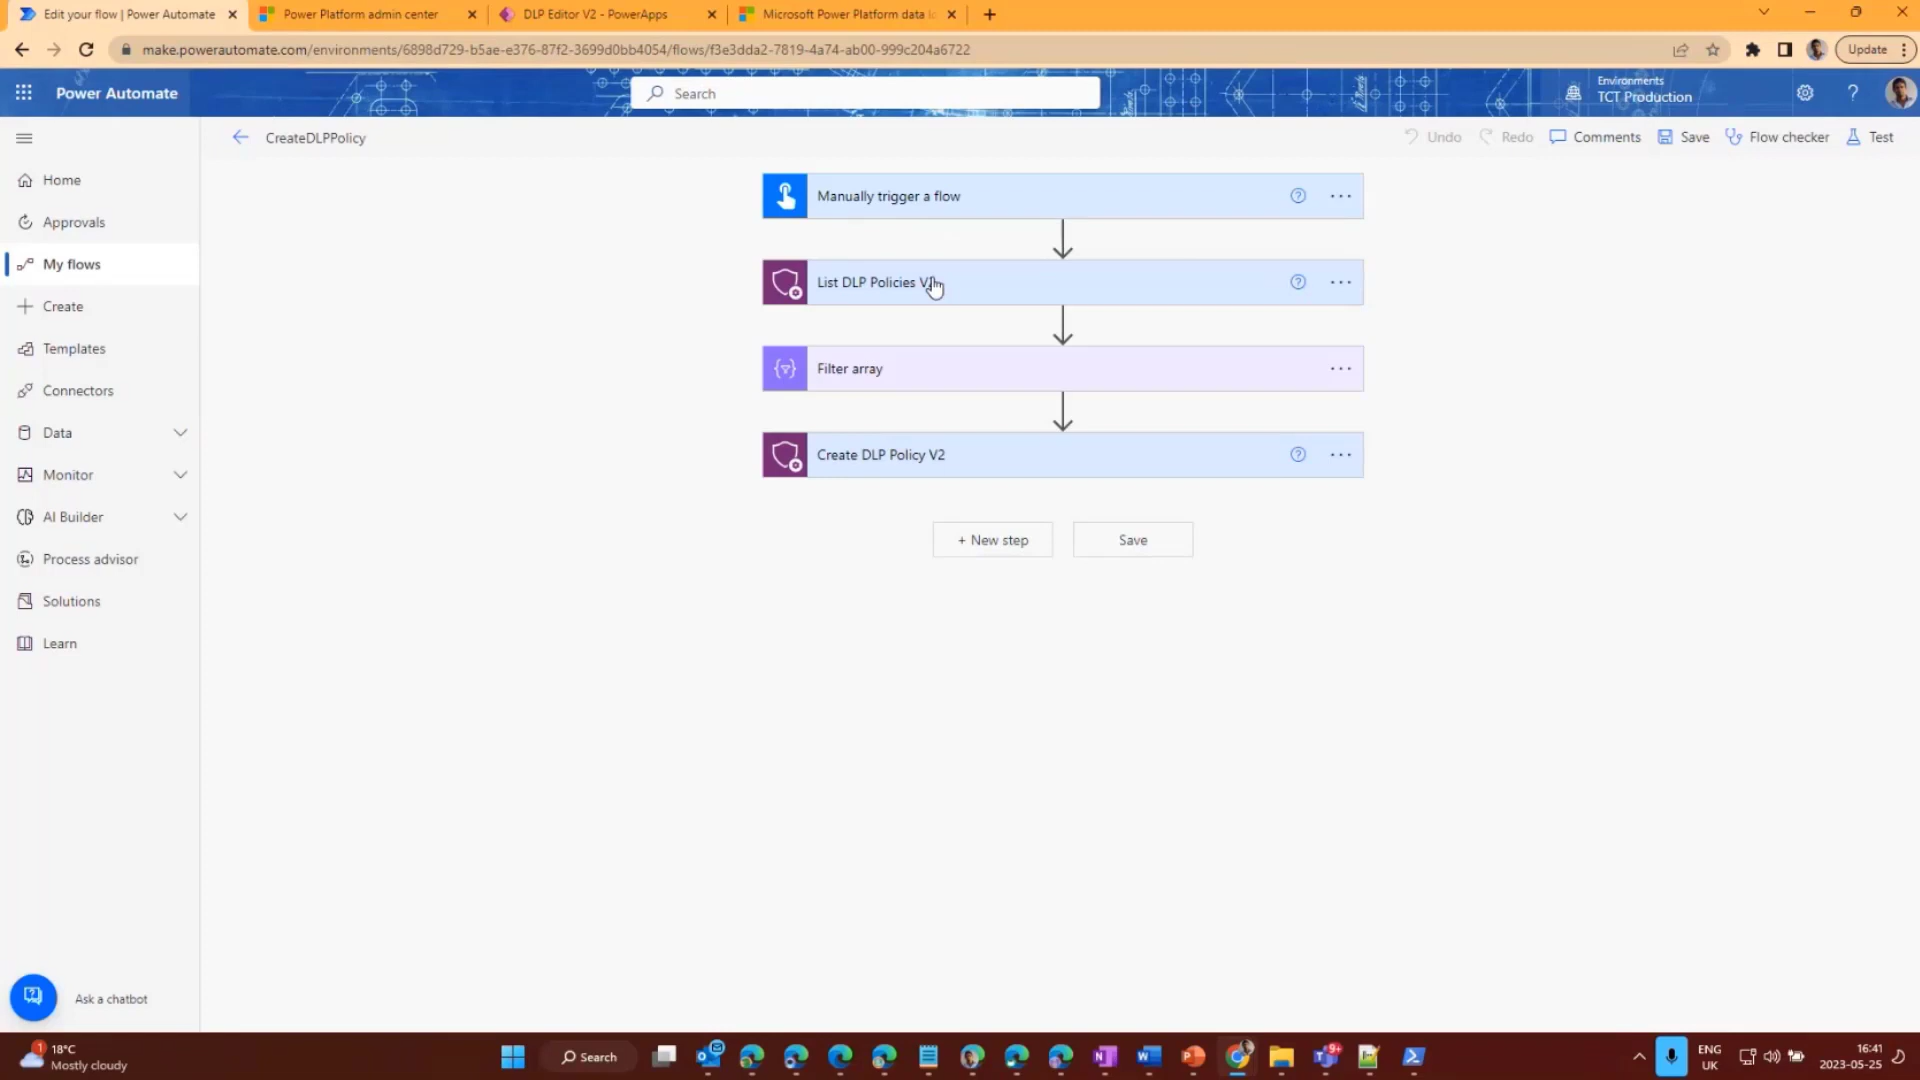 Edit your flow | Power Automate
Power Platform admin center
DLP Editor V2 - PowerApps
Microsoft Power Platform data
make.powerautomate.com/environments/6898d729-b5ae-e376-87f2-3699d0bb4054/flows/f3e3dda2-7819-4a74-ab00-999c204a6722
Update
Power Automate
Search
Environments
TCT Production
CreateDLPPolicy
Undo
Redo
Comments
Save
Flow checker
Test
Home
Approvals
My flows
Create
Templates
Connectors
Data
Monitor
AI Builder
Process advisor
Solutions
Learn
Manually trigger a flow
List DLP Policies
Filter array
Create DLP Policy V2
+ New step
Save
Ask a chatbot
1
18°C
Mostly cloudy
Search
9+
ENG
UK
16:41
2023-05-25